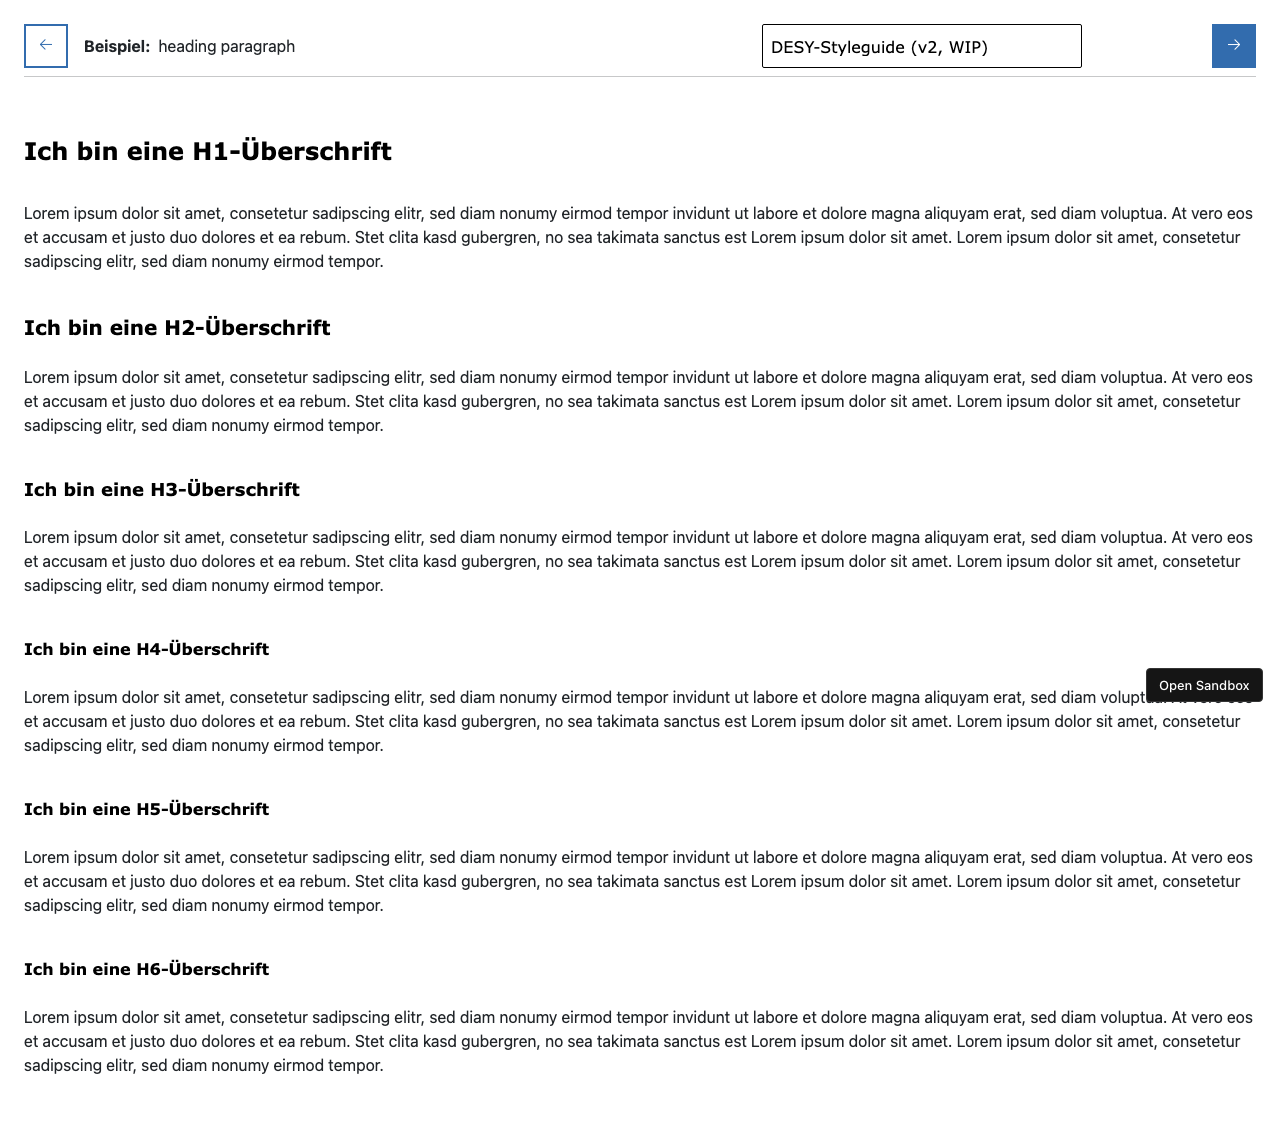 Beispiel: heading paragraph
DESY-Styleguide (v2, WIP)
Ich bin eine H1-Überschrift
Lorem ipsum dolor sit amet, consetetur sadipscing elitr, sed diam nonumy eirmod tempor invidunt ut labore et dolore magna aliquyam erat, sed diam voluptua. At vero eos
et accusam et justo duo dolores et ea rebum. Stet clita kasd gubergren, no sea takimata sanctus est Lorem ipsum dolor sit amet. Lorem ipsum dolor sit amet, consetetur
sadipscing elitr, sed diam nonumy eirmod tempor.
Ich bin eine H2-Überschrift
Lorem ipsum dolor sit amet, consetetur sadipscing elitr, sed diam nonumy eirmod tempor invidunt ut labore et dolore magna aliquyam erat, sed diam voluptua. At vero eos
et accusam et justo duo dolores et ea rebum. Stet clita kasd gubergren, no sea takimata sanctus est Lorem ipsum dolor sit amet. Lorem ipsum dolor sit amet, consetetur
sadipscing elitr, sed diam nonumy eirmod tempor.
Ich bin eine H3-Überschrift
Lorem ipsum dolor sit amet, consetetur sadipscing elitr, sed diam nonumy eirmod tempor invidunt ut labore et dolore magna aliquyam erat, sed diam voluptua. At vero eos
et accusam et justo duo dolores et ea rebum. Stet clita kasd gubergren, no sea takimata sanctus est Lorem ipsum dolor sit amet. Lorem ipsum dolor sit amet, consetetur
sadipscing elitr, sed diam nonumy eirmod tempor.
Ich bin eine H4-Überschrift
Open Sandbox
Lorem ipsum dolor sit amet, consetetur sadipscing elitr, sed diam nonumy eirmod tempor invidunt ut labore et dolore magna aliquyam erat, sed diam
et accusam et justo duo dolores et ea rebum. Stet clita kasd gubergren, no sea takimata sanctus est Lorem ipsum dolor sit amet. Lorem ipsum dolor sit amet, consetetur
sadipscing elitr, sed diam nonumy eirmod tempor.
Ich bin eine H5-Überschrift
Lorem ipsum dolor sit amet, consetetur sadipscing elitr, sed diam nonumy eirmod tempor invidunt ut labore et dolore magna aliquyam erat, sed diam voluptua. At vero eos
et accusam et justo duo dolores et ea rebum. Stet clita kasd gubergren, no sea takimata sanctus est Lorem ipsum dolor sit amet. Lorem ipsum dolor sit amet, consetetur
sadipscing elitr, sed diam nonumy eirmod tempor.
Ich bin eine H6-Überschrift
Lorem ipsum dolor sit amet, consetetur sadipscing elitr, sed diam nonumy eirmod tempor invidunt ut labore et dolore magna aliquyam erat, sed diam voluptua. At vero eos
et accusam et justo duo dolores et ea rebum. Stet clita kasd gubergren, no sea takimata sanctus est Lorem ipsum dolor sit amet. Lorem ipsum dolor sit amet, consetetur
sadipscing elitr, sed diam nonumy eirmod tempor.